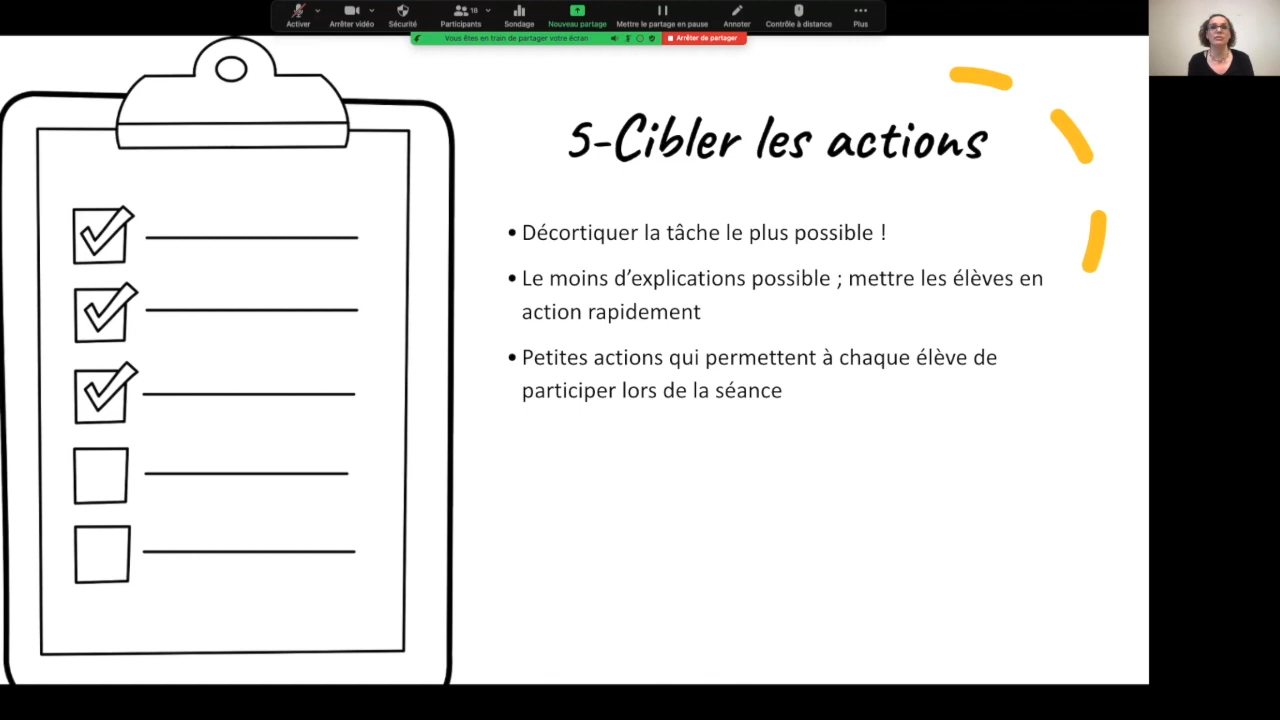 Activer
Arrêter vidéo
Sécurité
Participants
18
Sondage
Nouveau partage
Mettre le partage en pause
Annoter
Contrôle à distance
Plus
Vous êtes en train de partager votre écran
Arrêter de partager
5-Cibler les actions
• Décortiquer la tâche le plus possible !
• Le moins d’explications possible ; mettre les élèves en
action rapidement
• Petites actions qui permettent à chaque élève de
participer lors de la séance